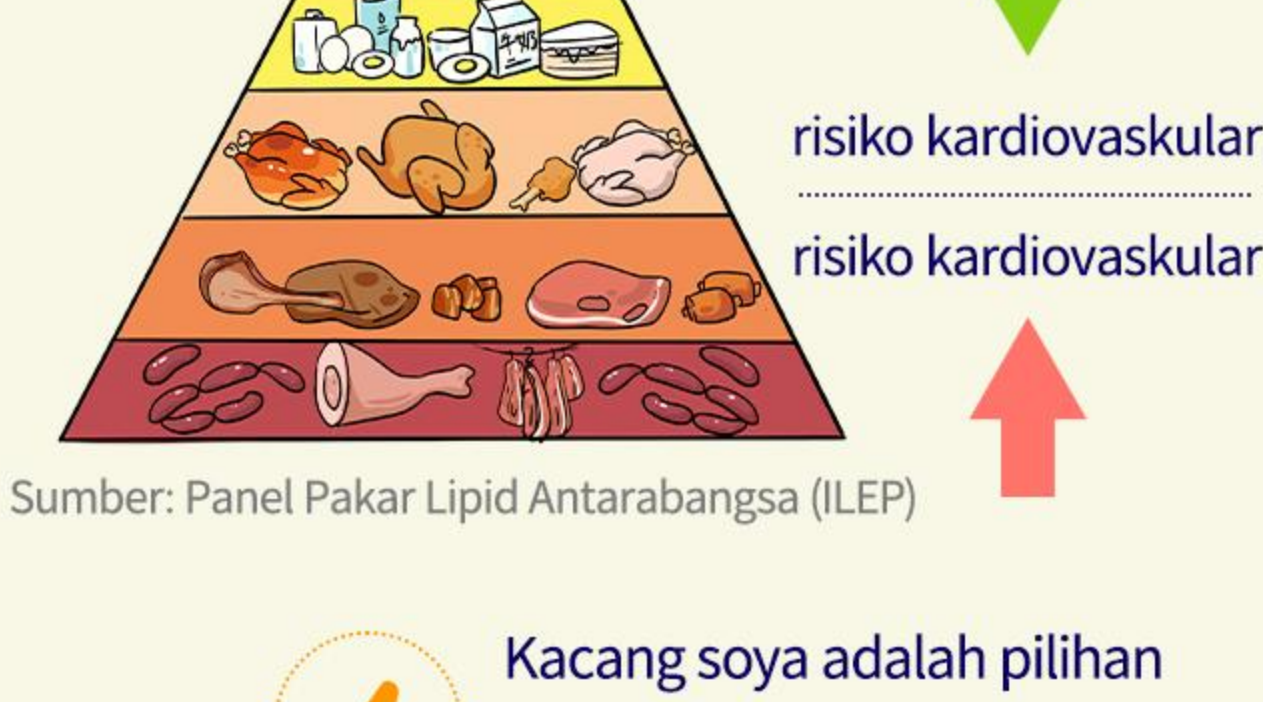 risiko kardiovaskular
risiko kardiovaskular
Sumber: Panel Pakar Lipid Antarabangsa (ILEP)
Kacang soya adalah pilihan